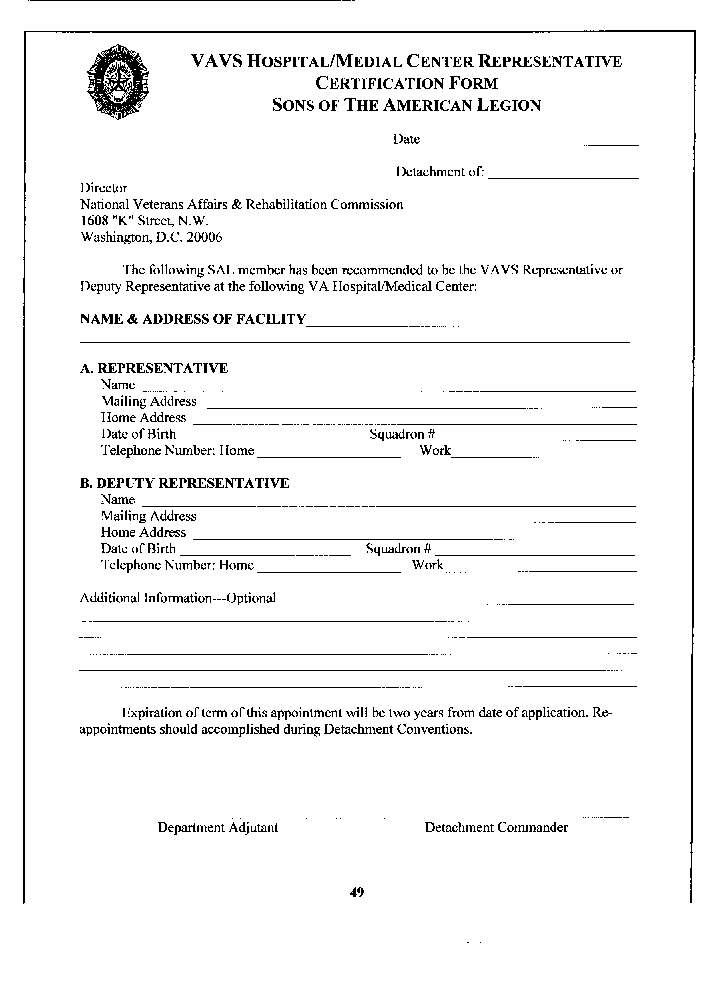 SONS OF
THE AMERICAN LEGION
VAVS HOSPITAL/MEDIAL CENTER REPRESENTATIVE
CERTIFICATION FORM
SONS OF THE AMERICAN LEGION
Date
Detachment of:
Director
National Veterans Affairs & Rehabilitation Commission
1608 "K" Street, N.W.
Washington, D.C. 20006
The following SAL member has been recommended to be the VAVS Representative or
Deputy Representative at the following VA Hospital/Medical Center:
NAME & ADDRESS OF FACILITY
A. REPRESENTATIVE
Name
Mailing Address
Home Address
Date of Birth Squadron #
Telephone Number: Home Work
B. DEPUTY REPRESENTATIVE
Name
Mailing Address
Home Address
Date of Birth Squadron #
Telephone Number: Home Work
Additional Information---Optional
Expiration of term of this appointment will be two years from date of application. Re-
appointments should accomplished during Detachment Conventions.
Department Adjutant Detachment Commander
49